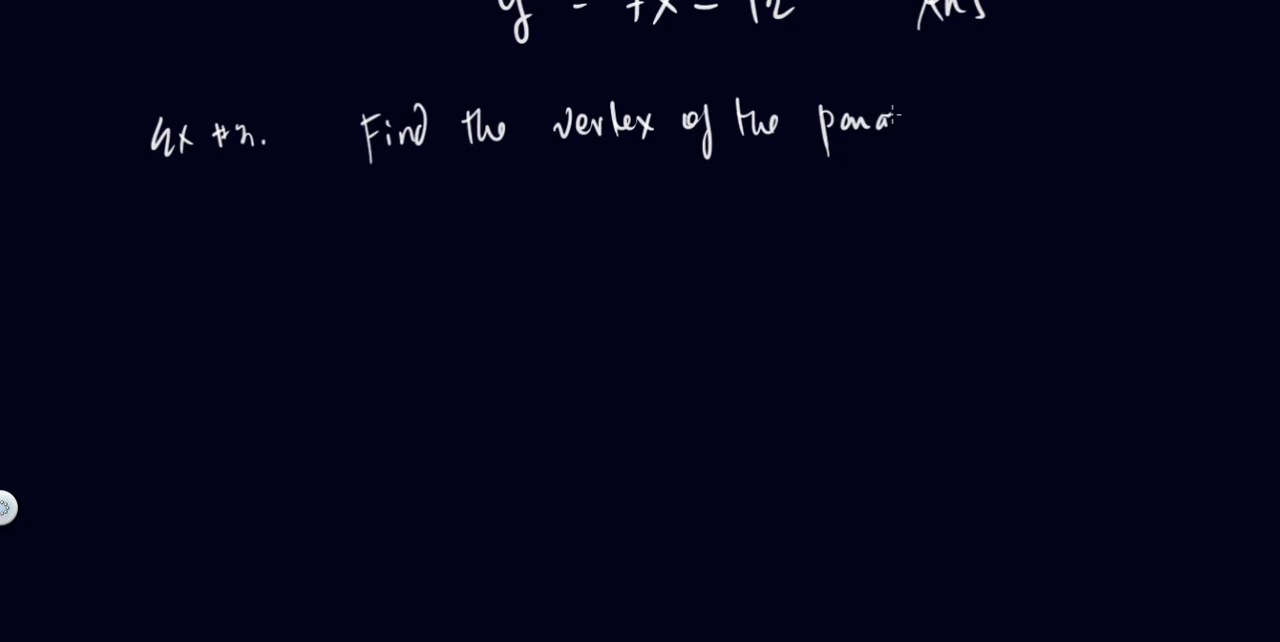 y = 7x - 12 Ans
Ex #2. Find the vertex of the para